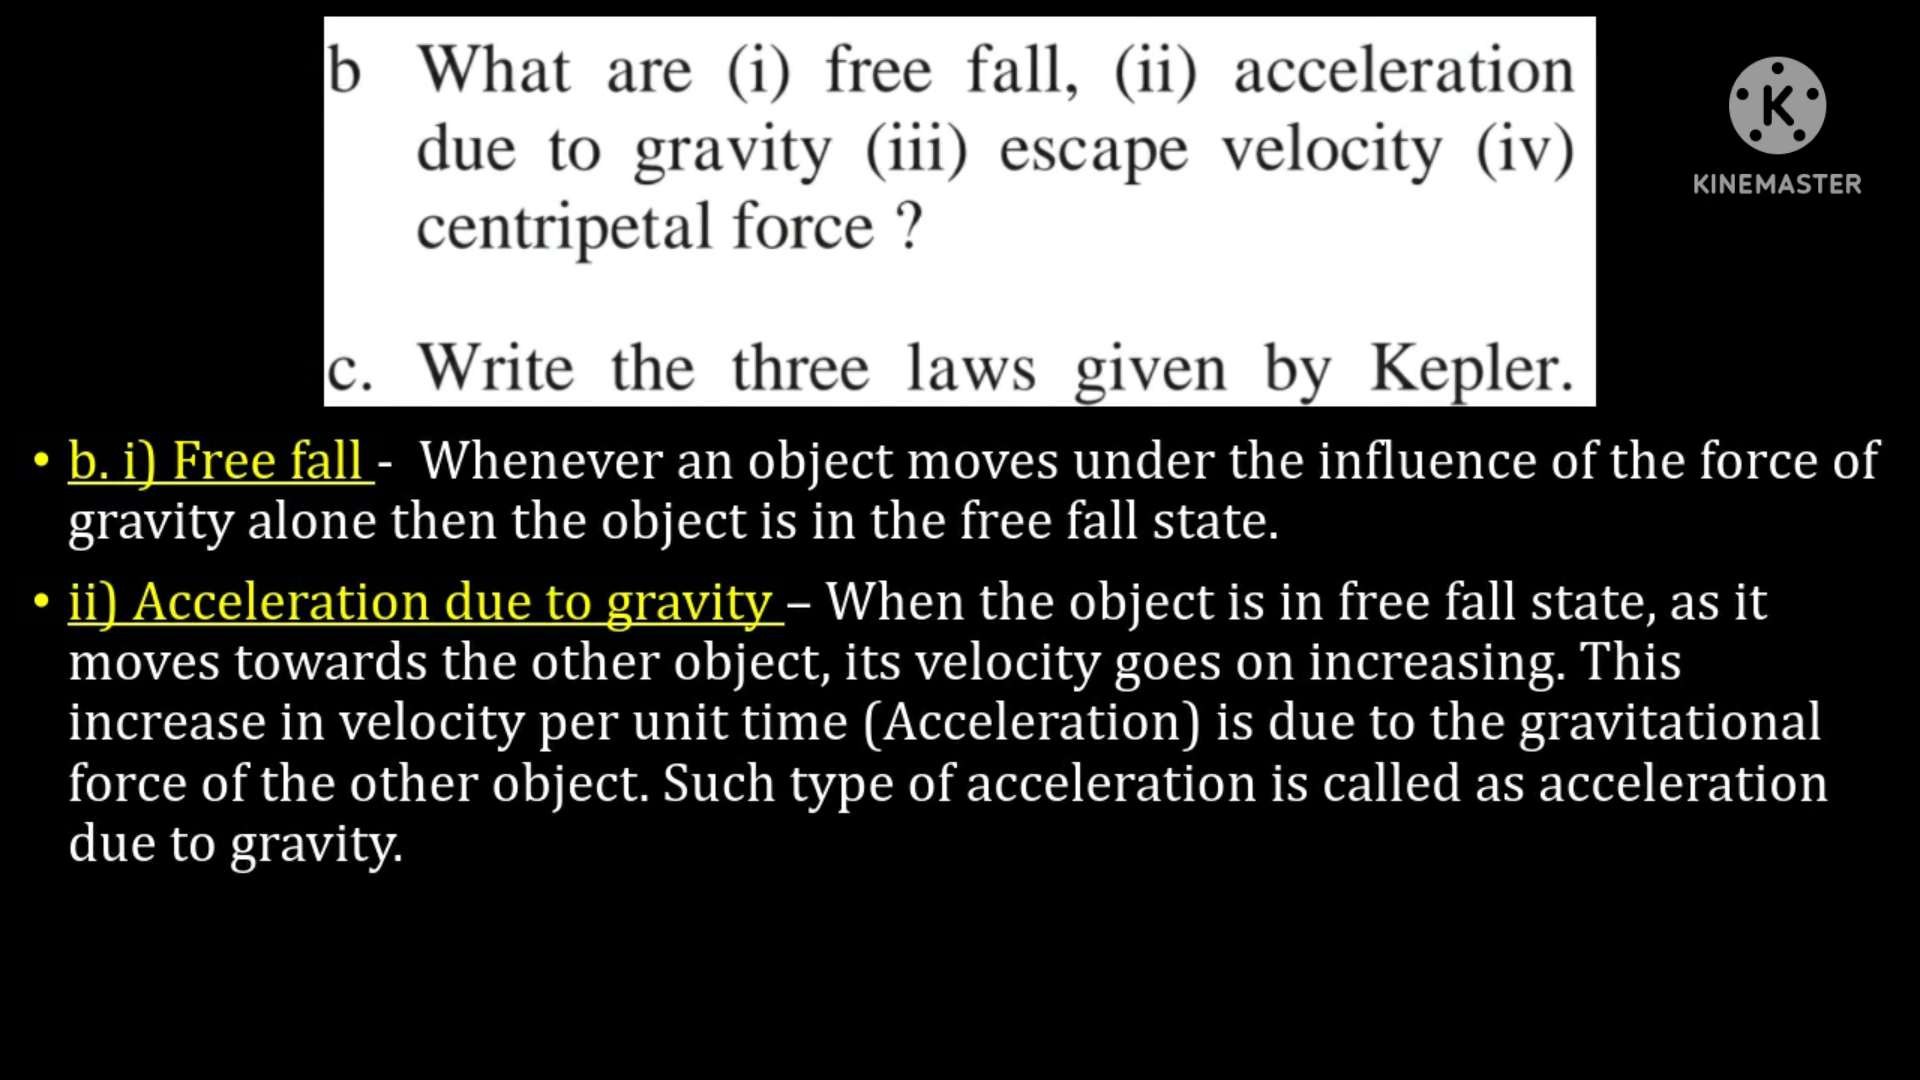 b What are (i) free fall, (ii) acceleration
due to gravity (iii) escape velocity (iv)
centripetal force ?
c. Write the three laws given by Kepler.
K
KINEMASTER
• b. i) Free fall - Whenever an object moves under the influence of the force of
gravity alone then the object is in the free fall state.
• ii) Acceleration due to gravity – When the object is in free fall state, as it
moves towards the other object, its velocity goes on increasing. This
increase in velocity per unit time (Acceleration) is due to the gravitational
force of the other object. Such type of acceleration is called as acceleration
due to gravity.